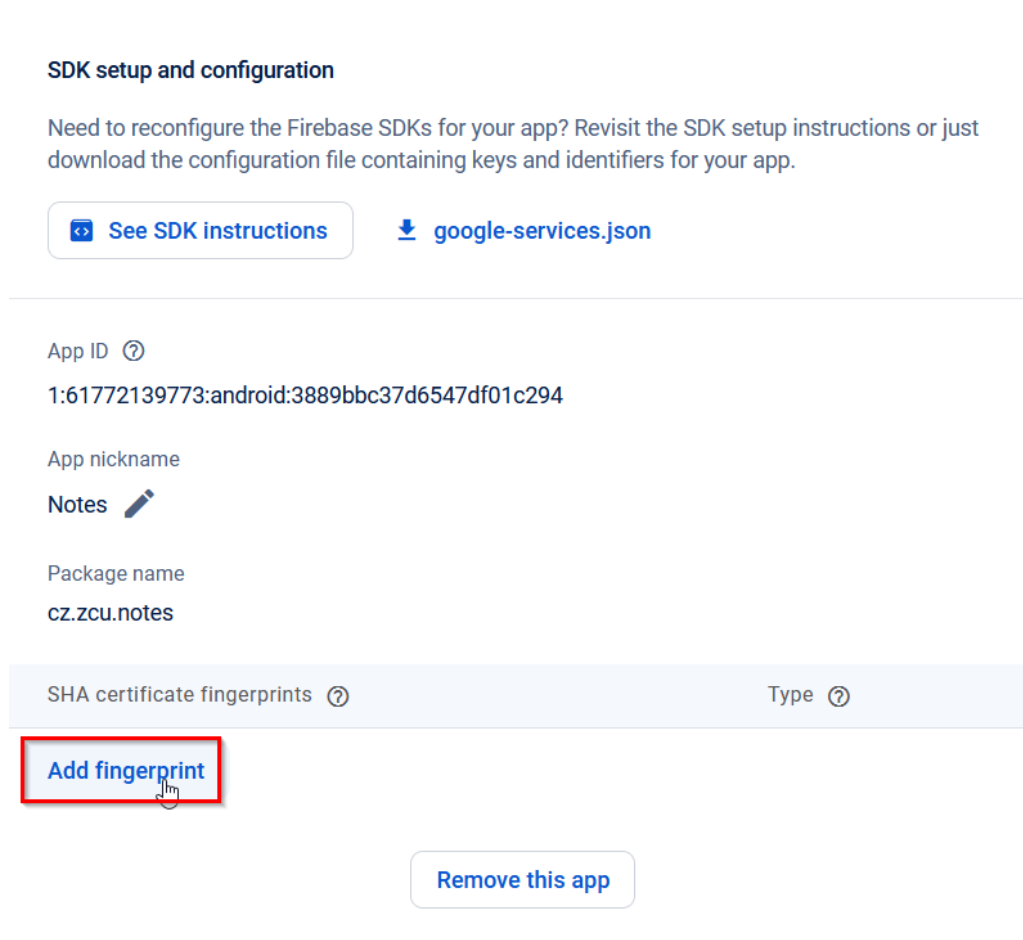 SDK setup and configuration
Need to reconfigure the Firebase SDKs for your app? Revisit the SDK setup instructions or just
download the configuration file containing keys and identifiers for your app.
See SDK instructions
google-services.json
App ID
1:61772139773:android:3889bbc37d6547df01c294
App nickname
Notes
Package name
cz.zcu.notes
SHA certificate fingerprints
Type
Add fingerprint
Remove this app